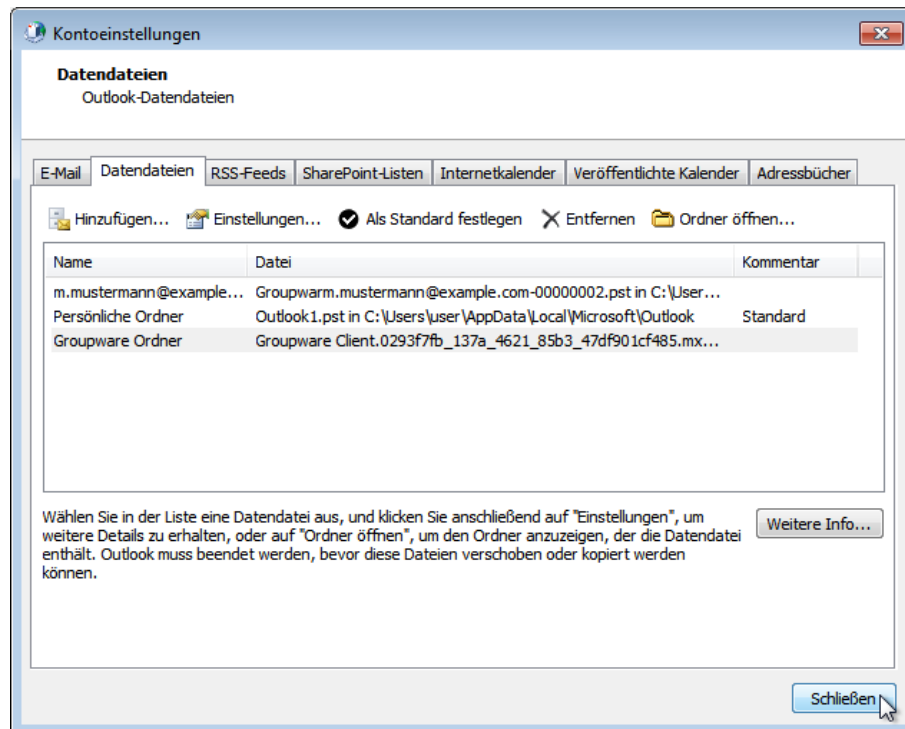 Kontoeinstellungen
Datendateien
Outlook-Datendateien
E-Mail Datendateien RSS-Feeds SharePoint-Listen Internetkalender Veröffentlichte Kalender Adressbücher
Hinzufügen... Einstellungen... Als Standard festlegen Entfernen Ordner öffnen...
Name Datei Kommentar
m.mustermann@example... Groupwarm.mustermann@example.com-00000002.pst in C:\User...
Persönliche Ordner Outlook1.pst in C:\Users\user\AppData\Local\Microsoft\Outlook Standard
Groupware Ordner Groupware Client.0293f7fb_137a_4621_85b3_47df901cf485.mx...
Wählen Sie in der Liste eine Datendatei aus, und klicken Sie anschließend auf "Einstellungen", um
weitere Details zu erhalten, oder auf "Ordner öffnen", um den Ordner anzuzeigen, der die Datendatei
enthält. Outlook muss beendet werden, bevor diese Dateien verschoben oder kopiert werden
können.
Weitere Info...
Schließen